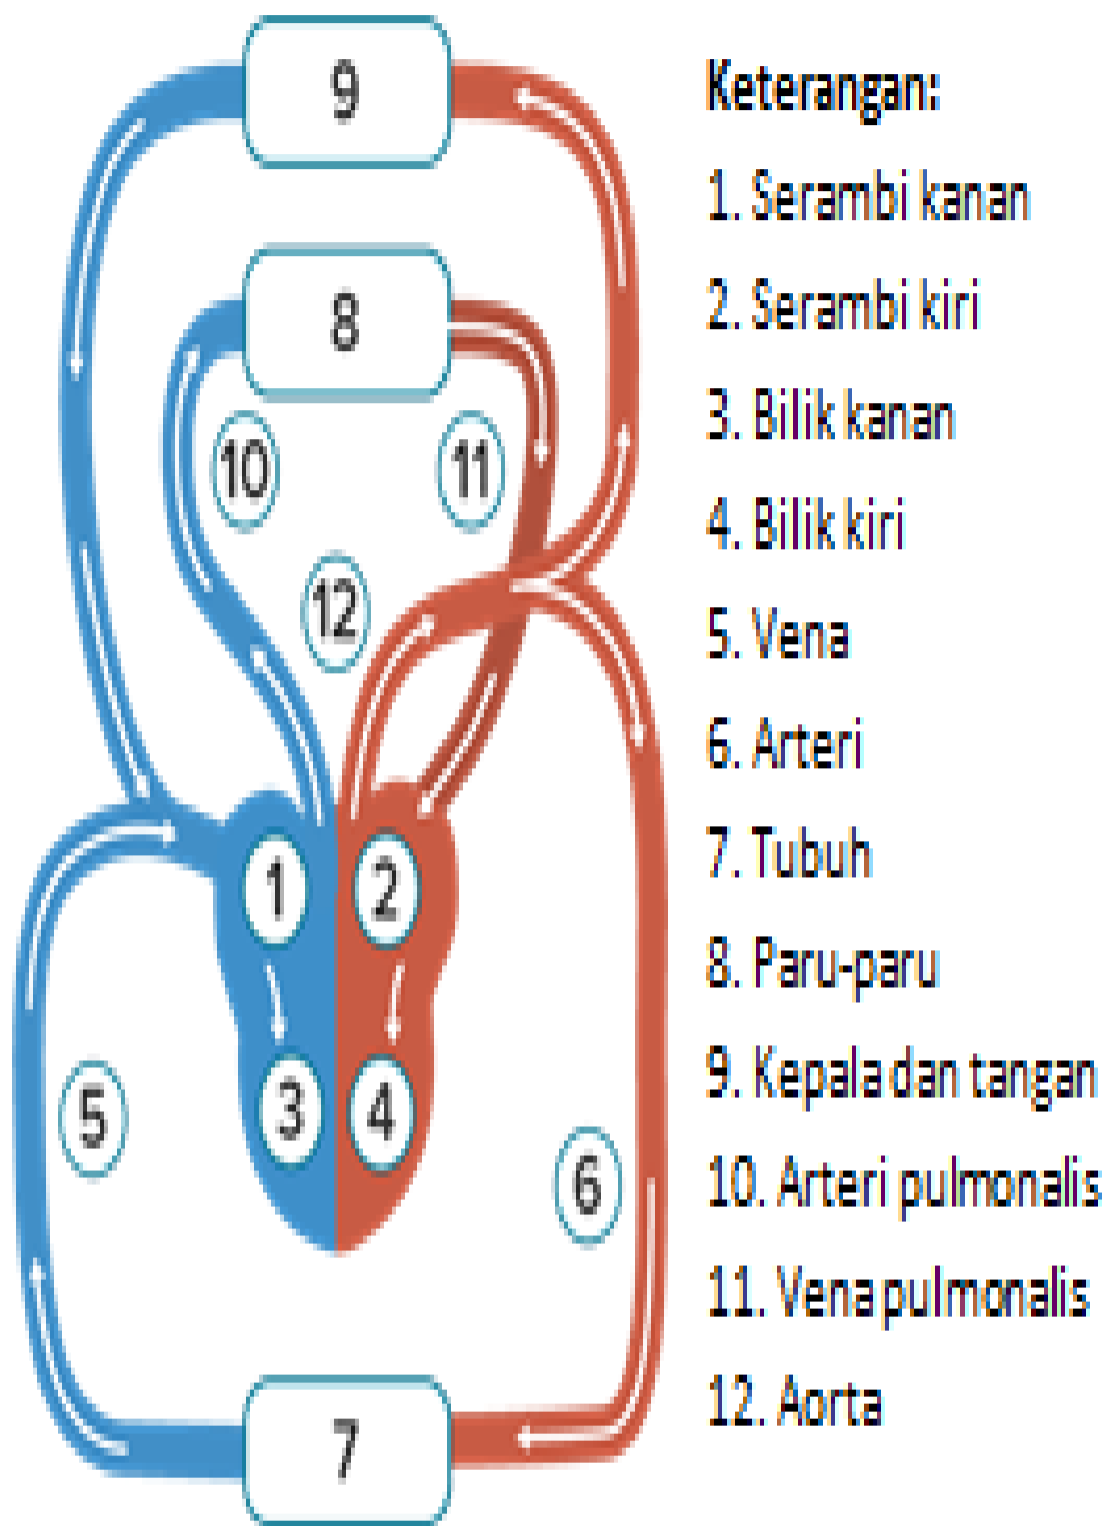 9
8
10
11
12
1
2
3
4
5
6
7
Keterangan:
1. Serambi kanan
2. Serambi kiri
3. Bilik kanan
4. Bilik kiri
5. Vena
6. Arteri
7. Tubuh
8. Paru-paru
9. Kepala dan tangan
10. Arteri pulmonalis
11. Vena pulmonalis
12. Aorta